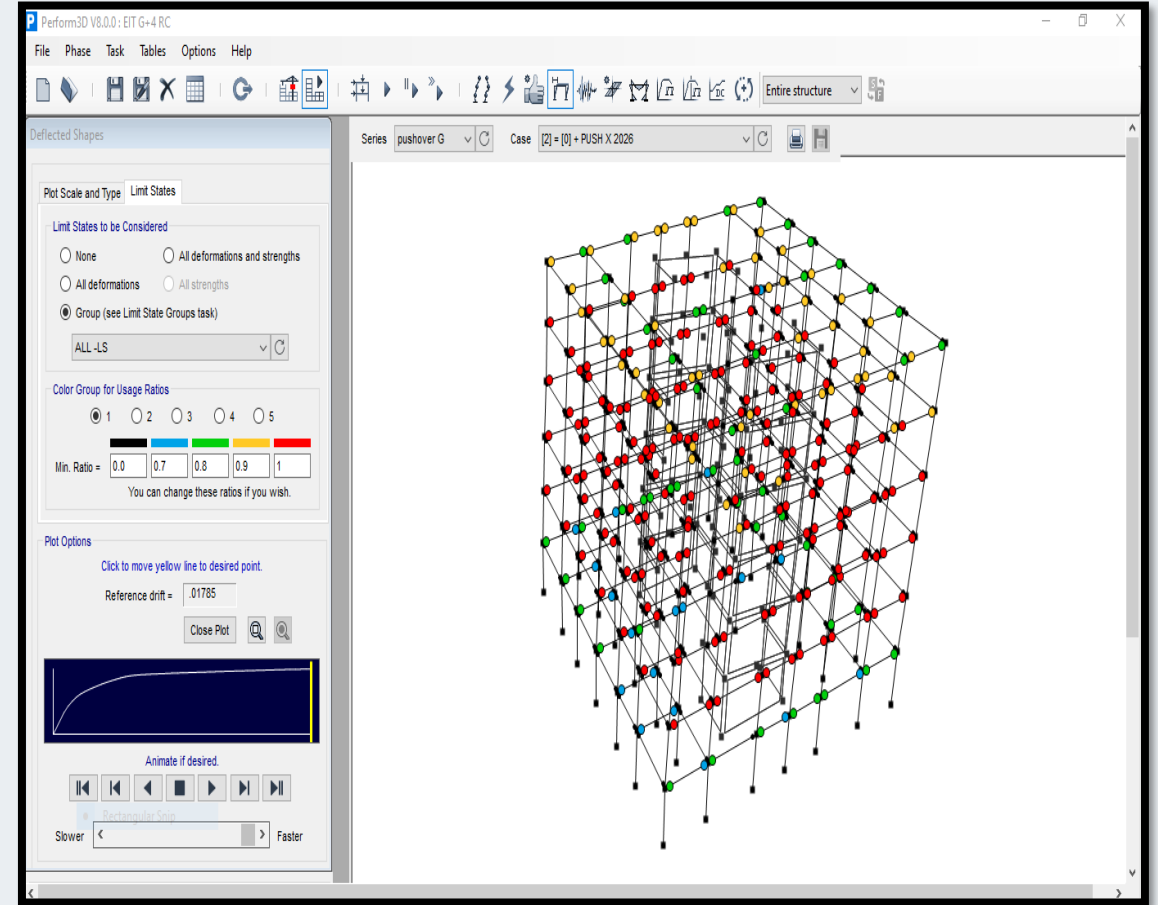 P Perform3D V8.0.0 : EIT G+4 RC
File Phase Task Tables Options Help
Entire structure
Deflected Shapes
Series pushover G Case [2] = [0] + PUSH X 2026
Plot Scale and Type Limit States
Limit States to be Considered
None All deformations and strengths
All deformations All strengths
Group (see Limit State Groups task)
ALL -LS
Color Group for Usage Ratios
1 2 3 4 5
Min. Ratio = 0.0 0.7 0.8 0.9 1
You can change these ratios if you wish.
Plot Options
Click to move yellow line to desired point.
Reference drift = .01785
Close Plot
Animate if desired.
Rectangular Snip
Slower Faster